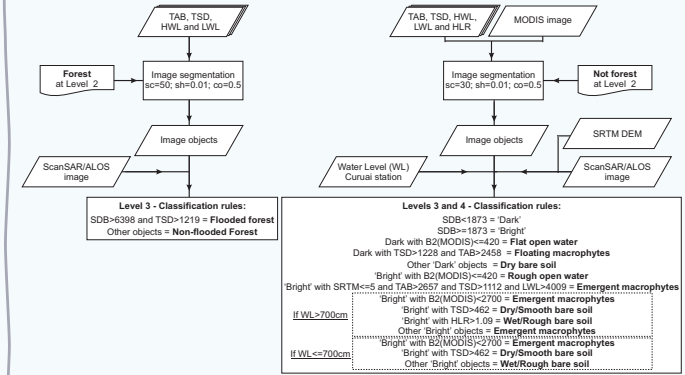 TAB, TSD,
HWL and LWL
Forest
at Level 2
Image segmentation
sc=50; sh=0.01; co=0.5
Image objects
ScanSAR/ALOS
image
Level 3 - Classification rules:
SDB>6398 and TSD>1219 = Flooded forest
Other objects = Non-flooded Forest
TAB, TSD, HWL,
LWL and HLR
MODIS image
Image segmentation
sc=30; sh=0.01; co=0.5
Not forest
at Level 2
Image objects
SRTM DEM
Water Level (WL)
Curuai station
ScanSAR/ALOS
image
Levels 3 and 4 - Classification rules:
SDB<1873 = 'Dark'
SDB>=1873 = 'Bright'
Dark with B2(MODIS)<=420 = Flat open water
Dark with TSD>1228 and TAB>2458 = Floating macrophytes
Other 'Dark' objects = Dry bare soil
'Bright' with B2(MODIS)<=420 = Rough open water
'Bright' with SRTM<=5 and TAB>2657 and TSD>1112 and LWL>4009 = Emergent macrophytes
If WL>700cm
'Bright' with B2(MODIS)<2700 = Emergent macrophytes
'Bright' with TSD>462 = Dry/Smooth bare soil
'Bright' with HLR>1.09 = Wet/Rough bare soil
Other 'Bright' objects = Emergent macrophytes
If WL<=700cm
'Bright' with B2(MODIS)<2700 = Emergent macrophytes
'Bright' with TSD>462 = Dry/Smooth bare soil
Other 'Bright' objects = Wet/Rough bare soil